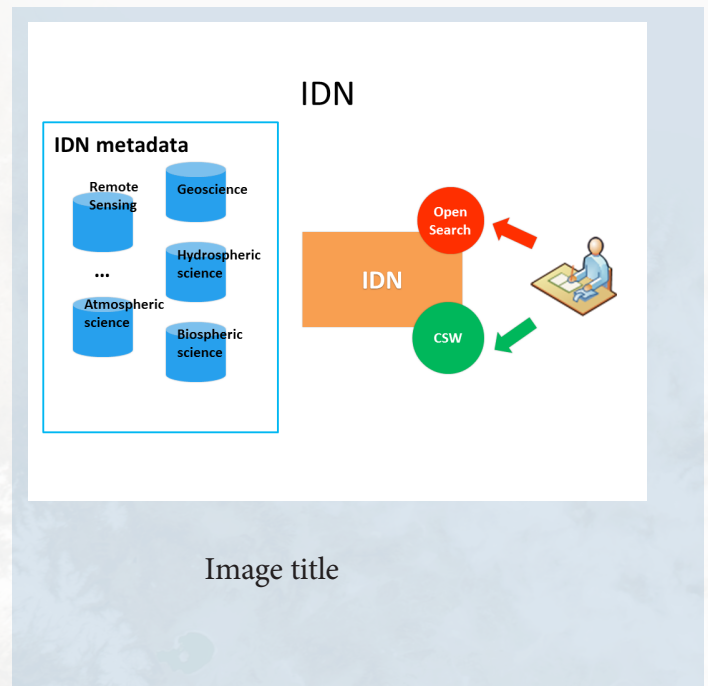 IDN
IDN metadata
Remote
Sensing
Geoscience
...
Hydrospheric
science
Atmospheric
science
Biospheric
science
IDN
Open
Search
CSW
Image title